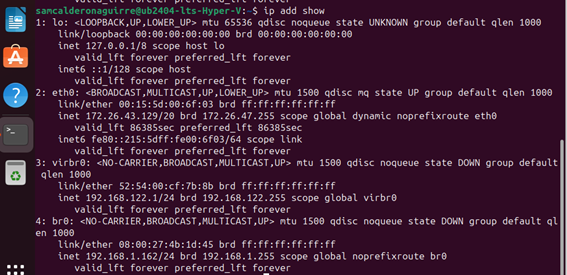 valid_lft forever preferred_lft forever
samcalderonaguirre@ub2404-lts-Hyper-V:~$ ip add show
1: lo: <LOOPBACK,UP,LOWER_UP> mtu 65536 qdisc noqueue state UNKNOWN group default qlen 1000
link/loopback 00:00:00:00:00:00 brd 00:00:00:00:00:00
inet 127.0.0.1/8 scope host lo
valid_lft forever preferred_lft forever
inet6 ::1/128 scope host
valid_lft forever preferred_lft forever
2: eth0: <BROADCAST,MULTICAST,UP,LOWER_UP> mtu 1500 qdisc mq state UP group default qlen 1000
link/ether 00:15:5d:00:6f:03 brd ff:ff:ff:ff:ff:ff
inet 172.26.43.129/20 brd 172.26.47.255 scope global dynamic noprefixroute eth0
valid_lft 86385sec preferred_lft 86385sec
inet6 fe80::215:5dff:fe00:6f03/64 scope link
valid_lft forever preferred_lft forever
3: virbr0: <NO-CARRIER,BROADCAST,MULTICAST,UP> mtu 1500 qdisc noqueue state DOWN group default
qlen 1000
link/ether 52:54:00:cf:7b:8b brd ff:ff:ff:ff:ff:ff
inet 192.168.122.1/24 brd 192.168.122.255 scope global virbr0
valid_lft forever preferred_lft forever
4: br0: <NO-CARRIER,BROADCAST,MULTICAST,UP> mtu 1500 qdisc noqueue state DOWN group default ql
en 1000
link/ether 08:00:27:4b:1d:45 brd ff:ff:ff:ff:ff:ff
inet 192.168.1.162/24 brd 192.168.1.255 scope global noprefixroute br0
valid_lft forever preferred_lft forever